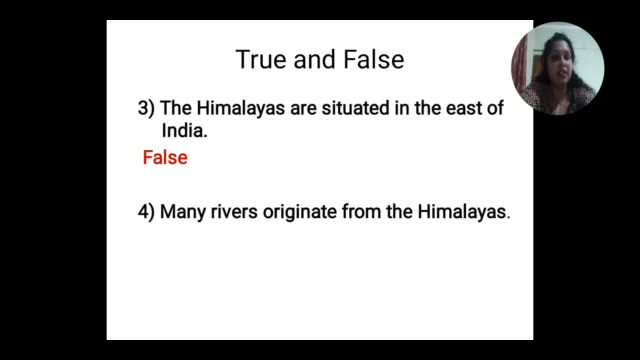 True and False
3) The Himalayas are situated in the east of
India.
False
4) Many rivers originate from the Himalayas.